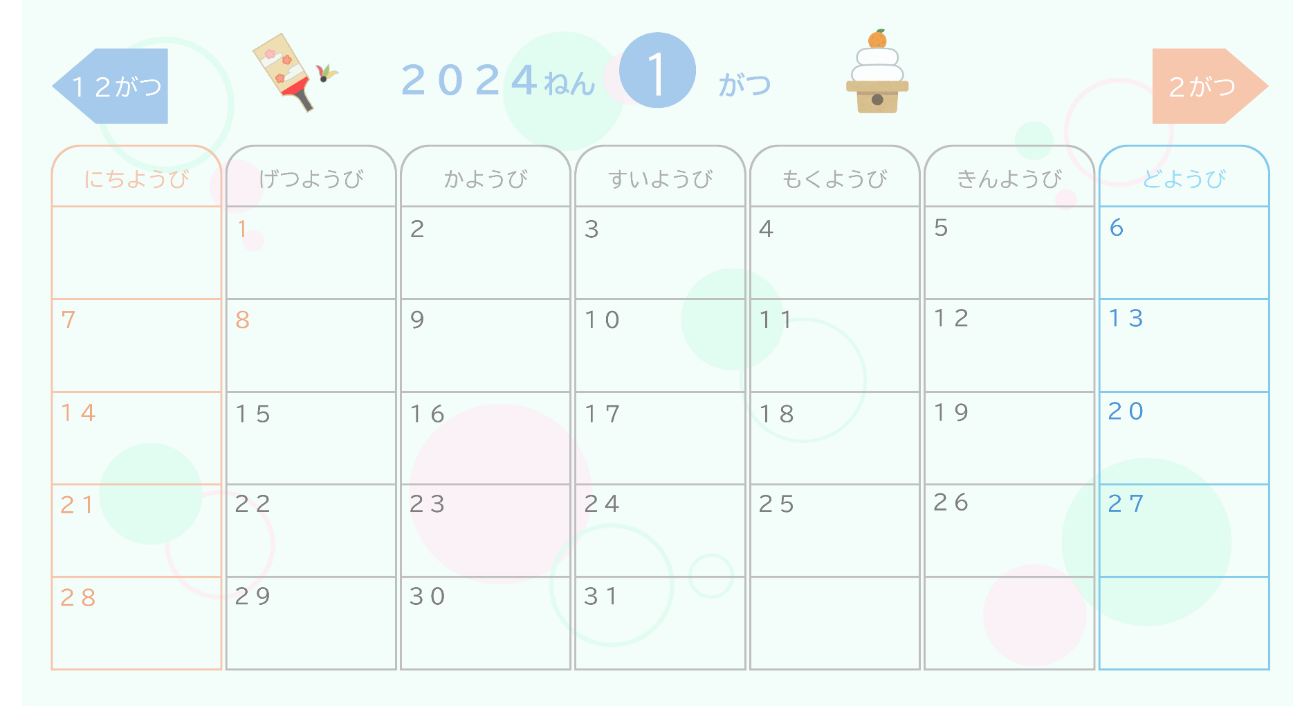 １２がつ ２０２４ねん １ がつ ２がつ
にちようび げつようび かようび すいようび もくようび きんようび どようび
１ ２ ３ ４ ５ ６
７ ８ ９ １０ １１ １２ １３
１４ １５ １６ １７ １８ １９ ２０
２１ ２２ ２３ ２４ ２５ ２６ ２７
２８ ２９ ３０ ３１